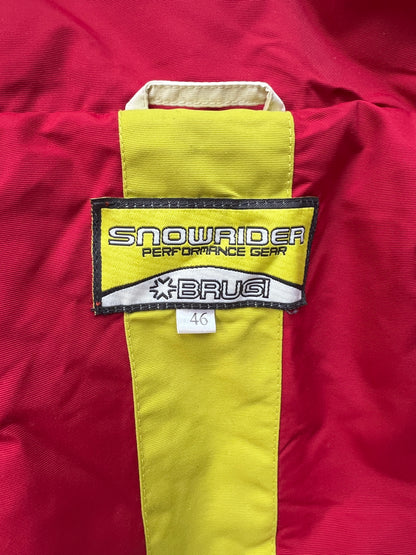 SNOWRIDER
PERFORMANCE GEAR
BRUGI
46